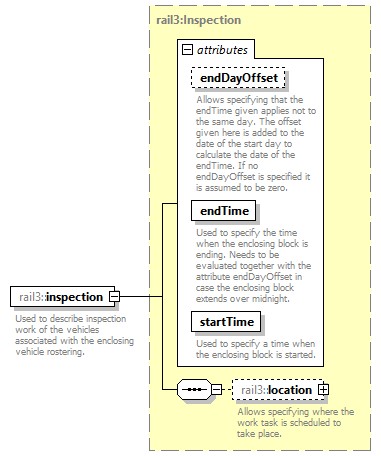 rail3:Inspection
attributes
endDayOffset
Allows specifying that the
endTime given applies not to
the same day. The offset
given here is added to the
date of the start day to
calculate the date of the
endTime. If no
endDayOffset is specified it
is assumed to be zero.
endTime
Used to specify the time
when the enclosing block is
ending. Needs to be
evaluated together with the
attribute endDayOffset in
case the enclosing block
extends over midnight.
startTime
Used to specify a time when
the enclosing block is started.
rail3::inspection
Used to describe inspection
work of the vehicles
associated with the enclosing
vehicle rostering.
rail3::location
Allows specifying where the
work task is scheduled to
take place.